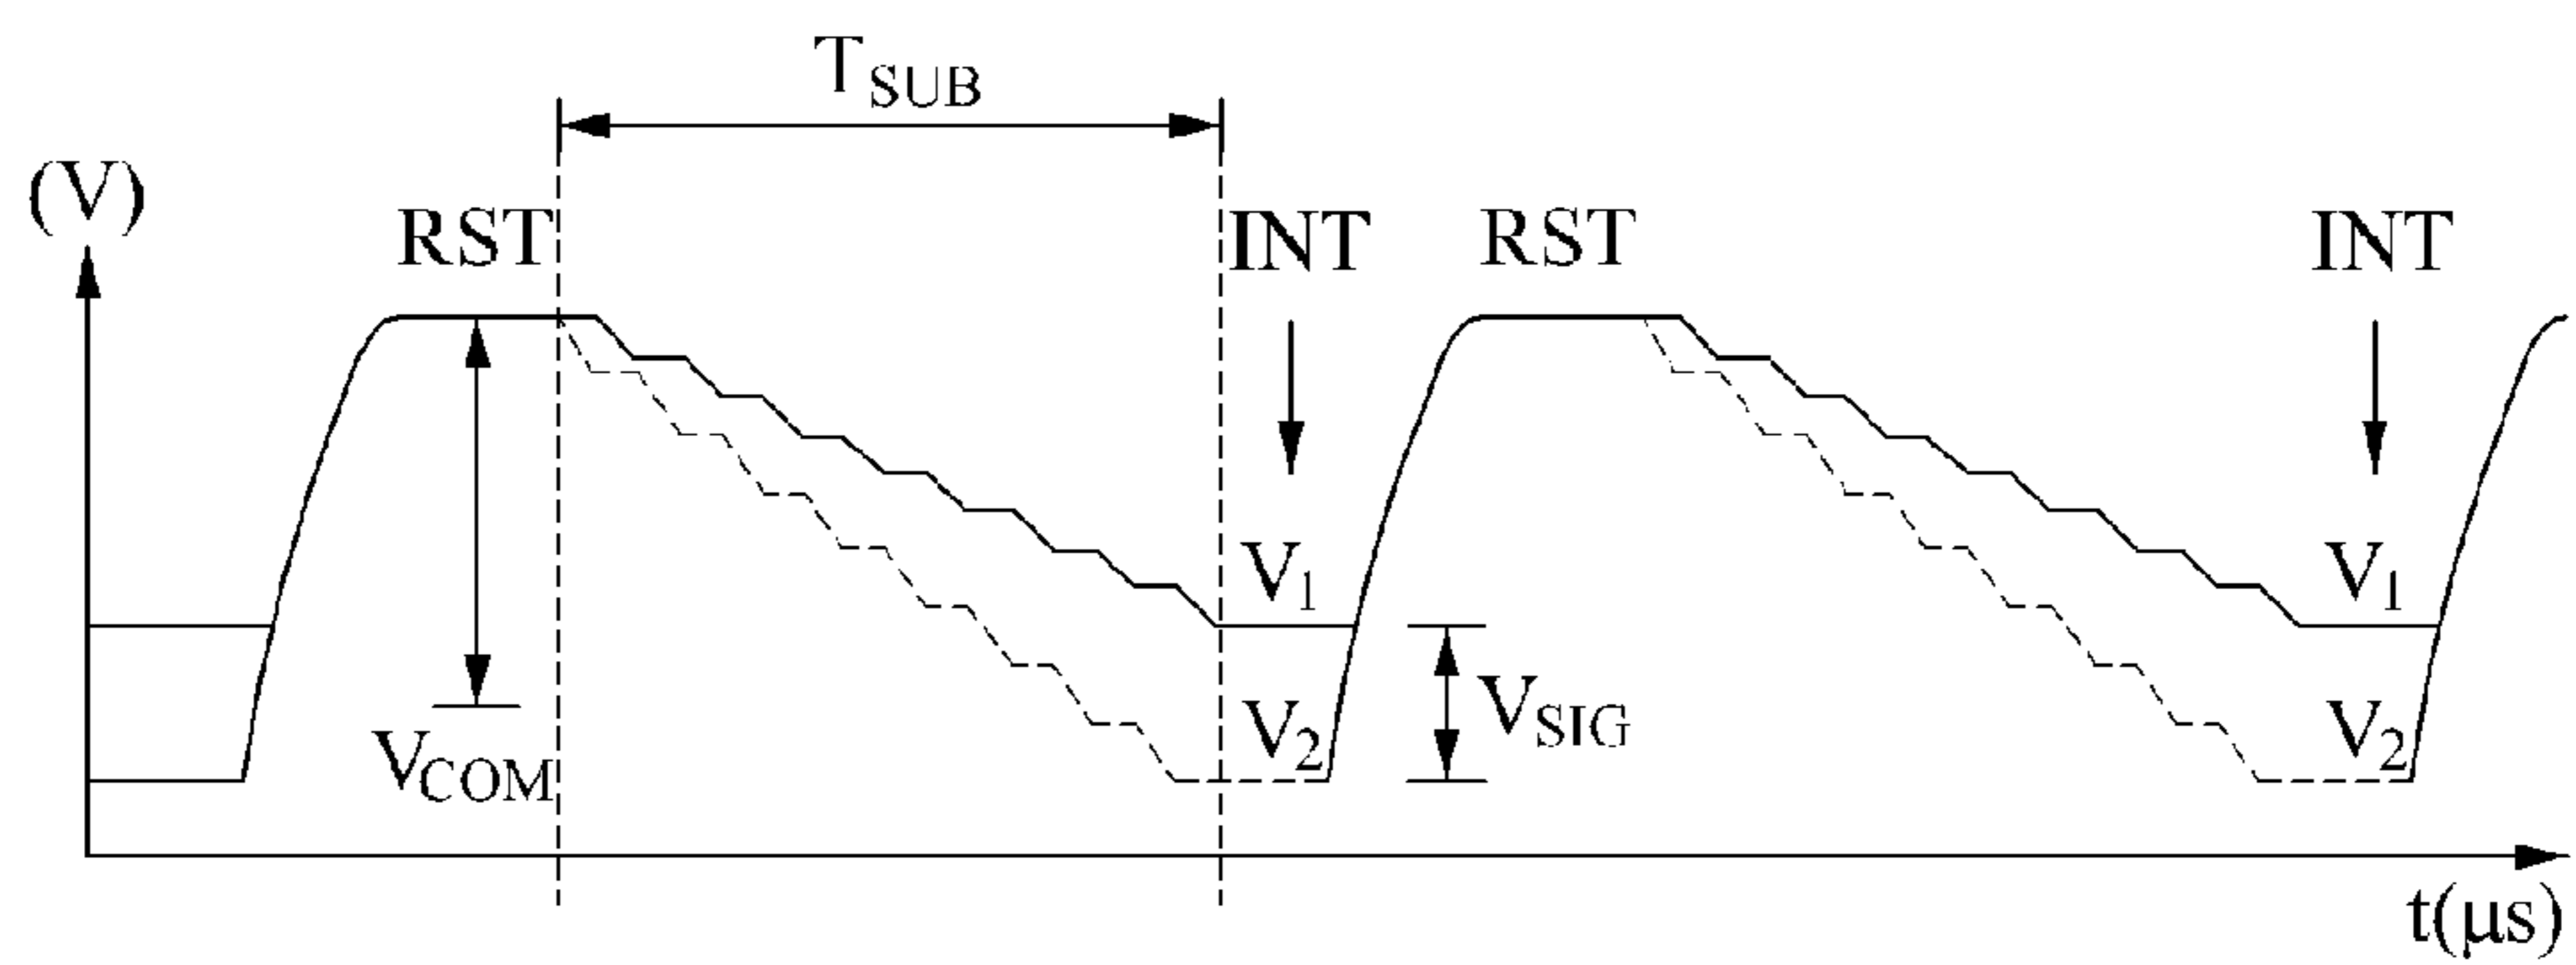 T_SUB
(V)
RST INT RST INT
V_1 V_1
V_SIG
V_2 V_2
V_COM
t(μs)